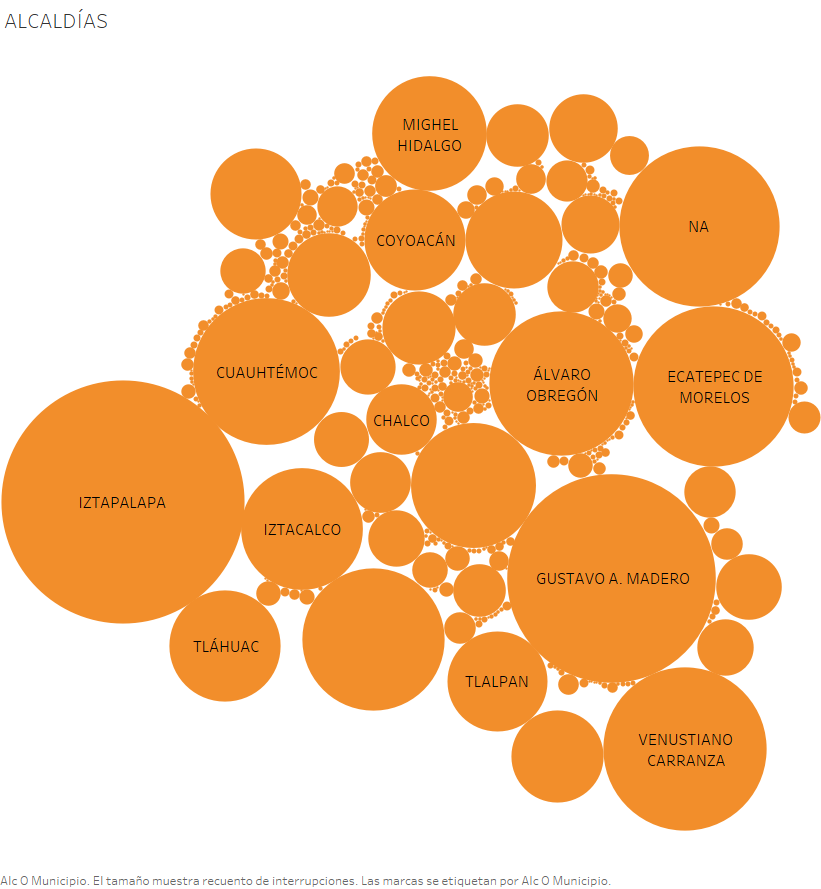 ALCALDÍAS
MIGHEL
HIDALGO
NA
COYOACÁN
CUAUHTÉMOC
ÁLVARO
OBREGÓN
ECATEPEC DE
MORELOS
CHALCO
IZTAPALAPA
IZTACALCO
GUSTAVO A. MADERO
TLÁHUAC
TLALPAN
VENUSTIANO
CARRANZA
Alc O Municipio. El tamaño muestra recuento de interrupciones. Las marcas se etiquetan por Alc O Municipio.